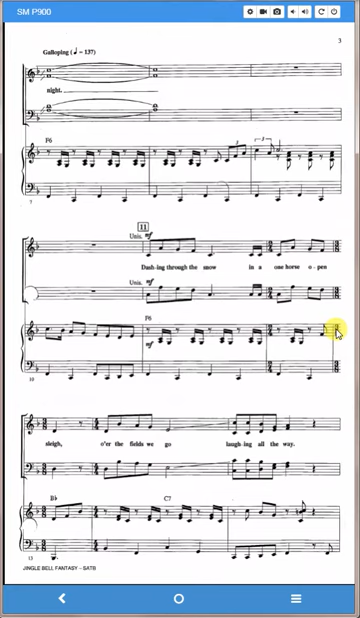 SM P900
3
Galloping (♩ = 137)
night.
F6
7
11
Unis. mf
Dash-ing through the snow in a one horse o - pen
Unis. mf
F6
mf
10
sleigh, o'er the fields we go laugh-ing all the way.
B♭ C7
13
JINGLE BELL FANTASY – SATB